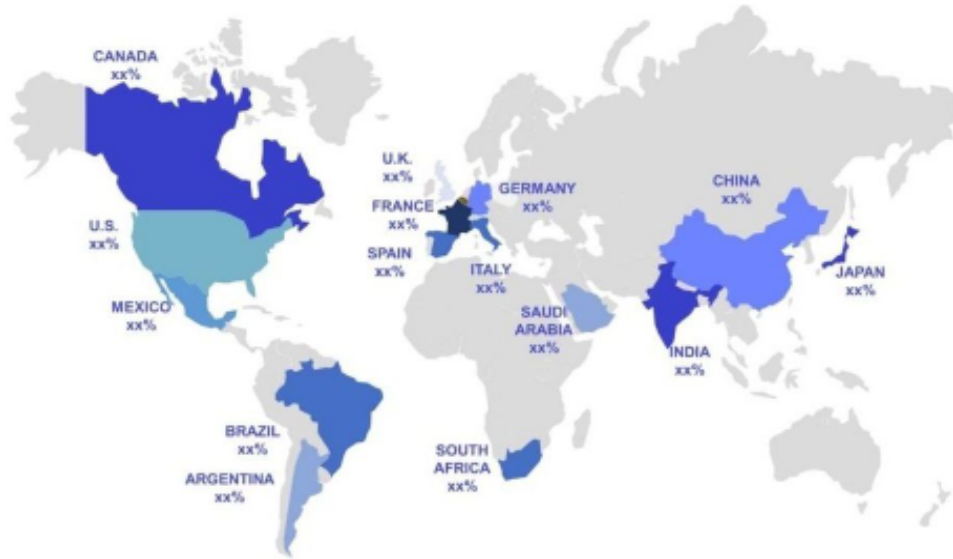 CANADA
xx%
U.K.
xx%
GERMANY
xx%
CHINA
xx%
FRANCE
xx%
U.S.
xx%
SPAIN
xx%
ITALY
xx%
JAPAN
xx%
MEXICO
xx%
SAUDI
ARABIA
xx%
INDIA
xx%
BRAZIL
xx%
SOUTH
AFRICA
xx%
ARGENTINA
xx%